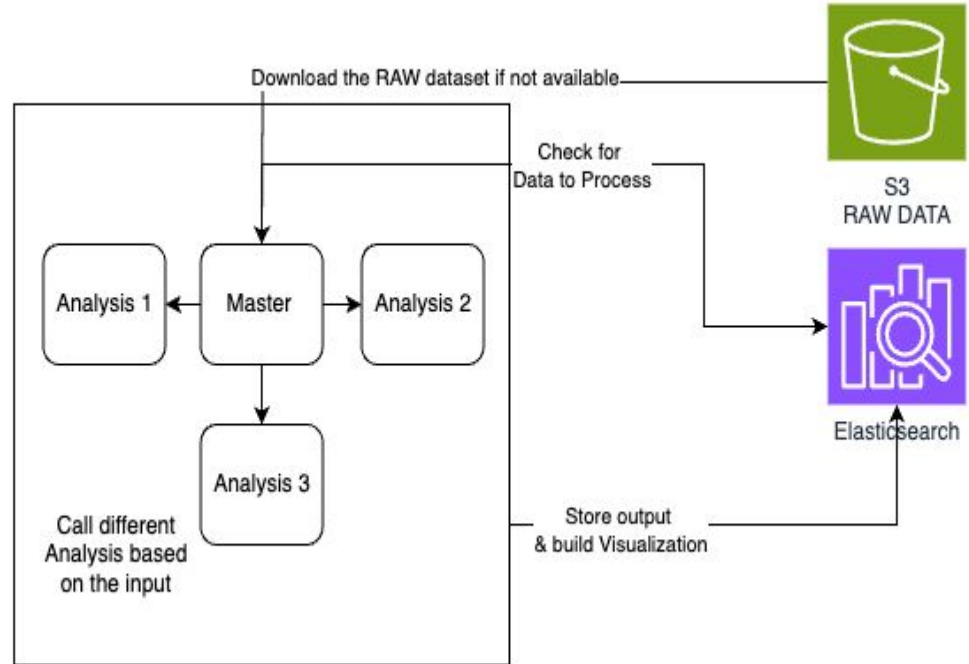 Download the RAW dataset if not available
Check for
Data to Process
S3
RAW DATA
Analysis 1
Master
Analysis 2
Elasticsearch
Analysis 3
Call different
Analysis based
on the input
Store output
& build Visualization